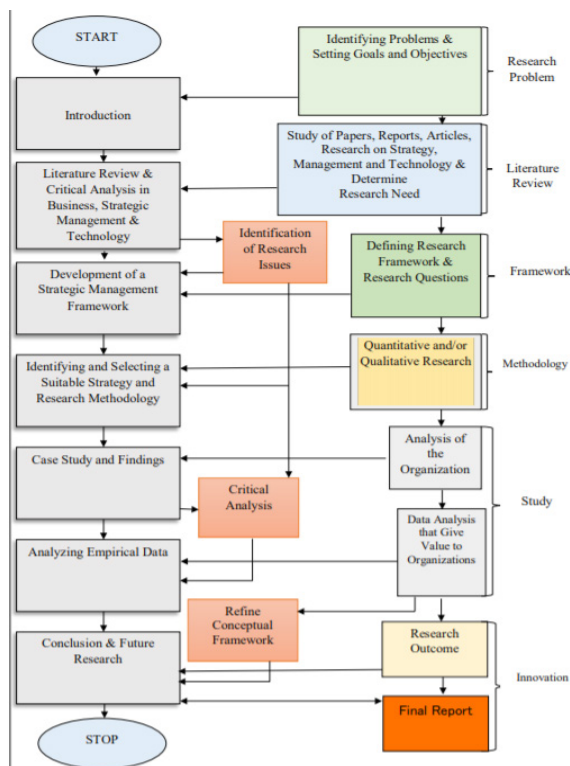 START
Identifying Problems &
Setting Goals and Objectives
Research
Problem
Introduction
Study of Papers, Reports, Articles,
Research on Strategy,
Management and Technology &
Determine
Research Need
Literature
Review
Literature Review &
Critical Analysis in
Business, Strategic
Management &
Technology
Identification
of Research
Issues
Defining Research
Framework &
Research Questions
Framework
Development of a
Strategic Management
Framework
Quantitative and/or
Qualitative Research
Methodology
Identifying and Selecting a
Suitable Strategy and
Research Methodology
Analysis of
the
Organization
Case Study and Findings
Critical
Analysis
Study
Data Analysis
that Give
Value to
Organizations
Analyzing Empirical Data
Refine
Conceptual
Framework
Conclusion & Future
Research
Research
Outcome
Innovation
Final Report
STOP